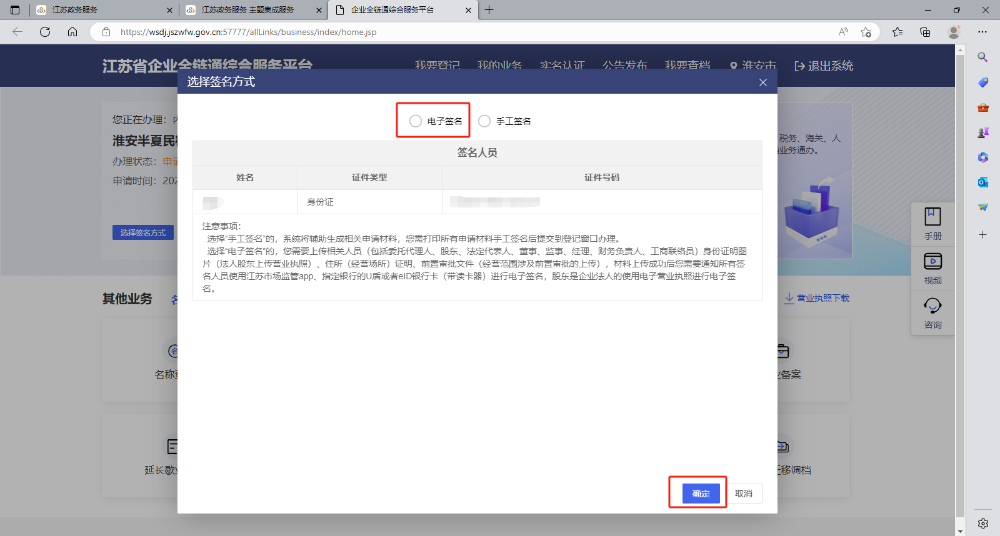 江苏政务服务
江苏政务服务 主题集成服务
企业全链通综合服务平台
https://wsdj.jszwfw.gov.cn:57777/allLinks/business/index/home.jsp
江苏省企业全链通综合服务平台
我要登记
我的业务
实名认证
公告发布
我要查档
淮安市
退出系统
选择签名方式
您正在办理：
淮安半夏民
办理状态：申
申请时间：202
选择签名方式
电子签名
手工签名
签名人员
姓名
证件类型
证件号码
身份证
注意事项：
选择“手工签名”的，系统将辅助生成相关申请材料，您需打印所有申请材料手工签名后提交到登记窗口办理。
选择“电子签名”的，您需要上传相关人员（包括委托代理人、股东、法定代表人、董事、监事、经理、财务负责人、工商联络员）身份证明图
片（法人股东上传营业执照）、住所（经营场所）证明、前置审批文件（经营范围涉及前置审批的上传），材料上传成功后您需要通知所有签
名人员使用江苏市场监管app、指定银行的U盾或者eID银行卡（带读卡器）进行电子签名，股东是企业法人的使用电子营业执照进行电子签
名。
税务、海关、人
业务通办。
手册
视频
咨询
其他业务
名
营业执照下载
名称
备案
延长歇
迁移调档
确定
取消